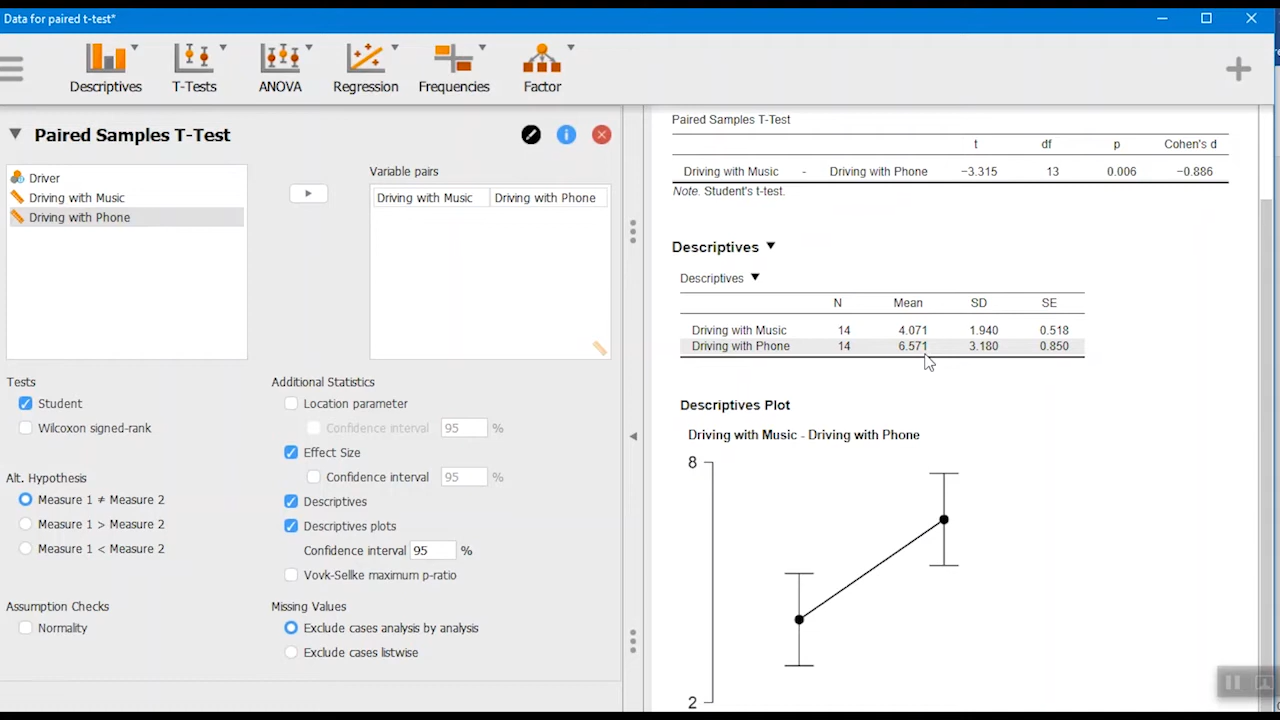 Data for paired t-test*
Descriptives
T-Tests
ANOVA
Regression
Frequencies
Factor
Paired Samples T-Test
Driver
Driving with Music
Driving with Phone
Variable pairs
Driving with Music Driving with Phone
Tests
Student
Wilcoxon signed-rank
Alt. Hypothesis
Measure 1 ≠ Measure 2
Measure 1 > Measure 2
Measure 1 < Measure 2
Assumption Checks
Normality
Additional Statistics
Location parameter
Confidence interval 95 %
Effect Size
Confidence interval 95 %
Descriptives
Descriptives plots
Confidence interval 95 %
Vovk-Sellke maximum p-ratio
Missing Values
Exclude cases analysis by analysis
Exclude cases listwise
Paired Samples T-Test
t df p Cohen's d
Driving with Music - Driving with Phone −3.315 13 0.006 −0.886
Note. Student's t-test.
Descriptives
Descriptives
N Mean SD SE
Driving with Music 14 4.071 1.940 0.518
Driving with Phone 14 6.571 3.180 0.850
Descriptives Plot
Driving with Music - Driving with Phone
8
2